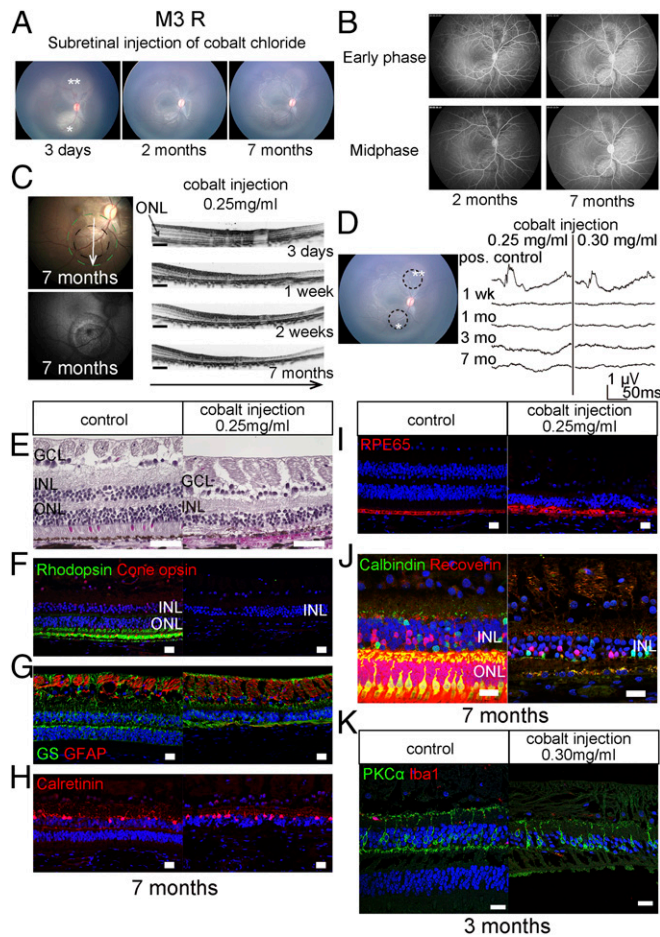 A
M3 R
Subretinal injection of cobalt chloride
**
*
3 days
2 months
7 months
B
Early phase
Midphase
2 months
7 months
C
cobalt injection
0.25mg/ml
ONL
3 days
1 week
2 weeks
7 months
7 months
7 months
D
cobalt injection
0.25 mg/ml
0.30 mg/ml
**
*
pos. control
1 wk
1 mo
3 mo
7 mo
1 µV
50ms
control
cobalt injection
0.25mg/ml
E
GCL
INL
ONL
GCL
INL
F
Rhodopsin Cone opsin
INL
ONL
INL
G
GS GFAP
H
Calretinin
7 months
control
cobalt injection
0.25mg/ml
I
RPE65
J
Calbindin Recoverin
INL
ONL
INL
7 months
K
control
cobalt injection
0.30mg/ml
PKCα Iba1
3 months